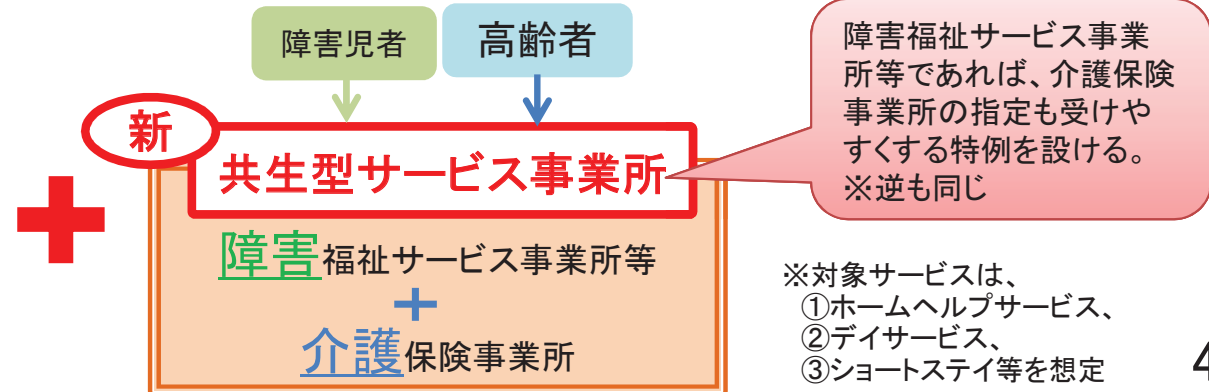 障害児者
高齢者
新
共生型サービス事業所
障害福祉サービス事業所等
+
介護保険事業所
障害福祉サービス事業
所等であれば、介護保険
事業所の指定も受けや
すくする特例を設ける。
※逆も同じ
※対象サービスは、
①ホームヘルプサービス、
②デイサービス、
③ショートステイ等を想定
4